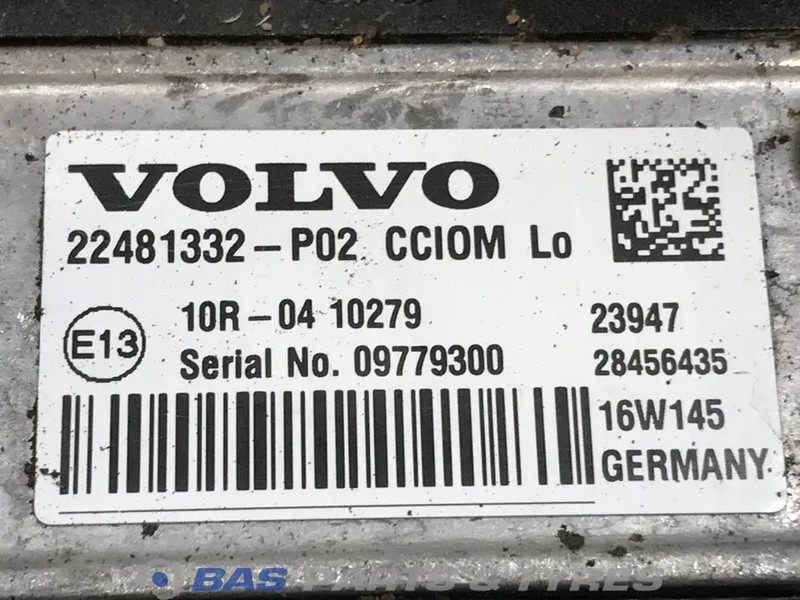 VOLVO
22481332-P02 CCIOM Lo
E13
10R-04 10279
23947
Serial No. 09779300
28456435
16W145
GERMANY
BAS PARTS & TYRES